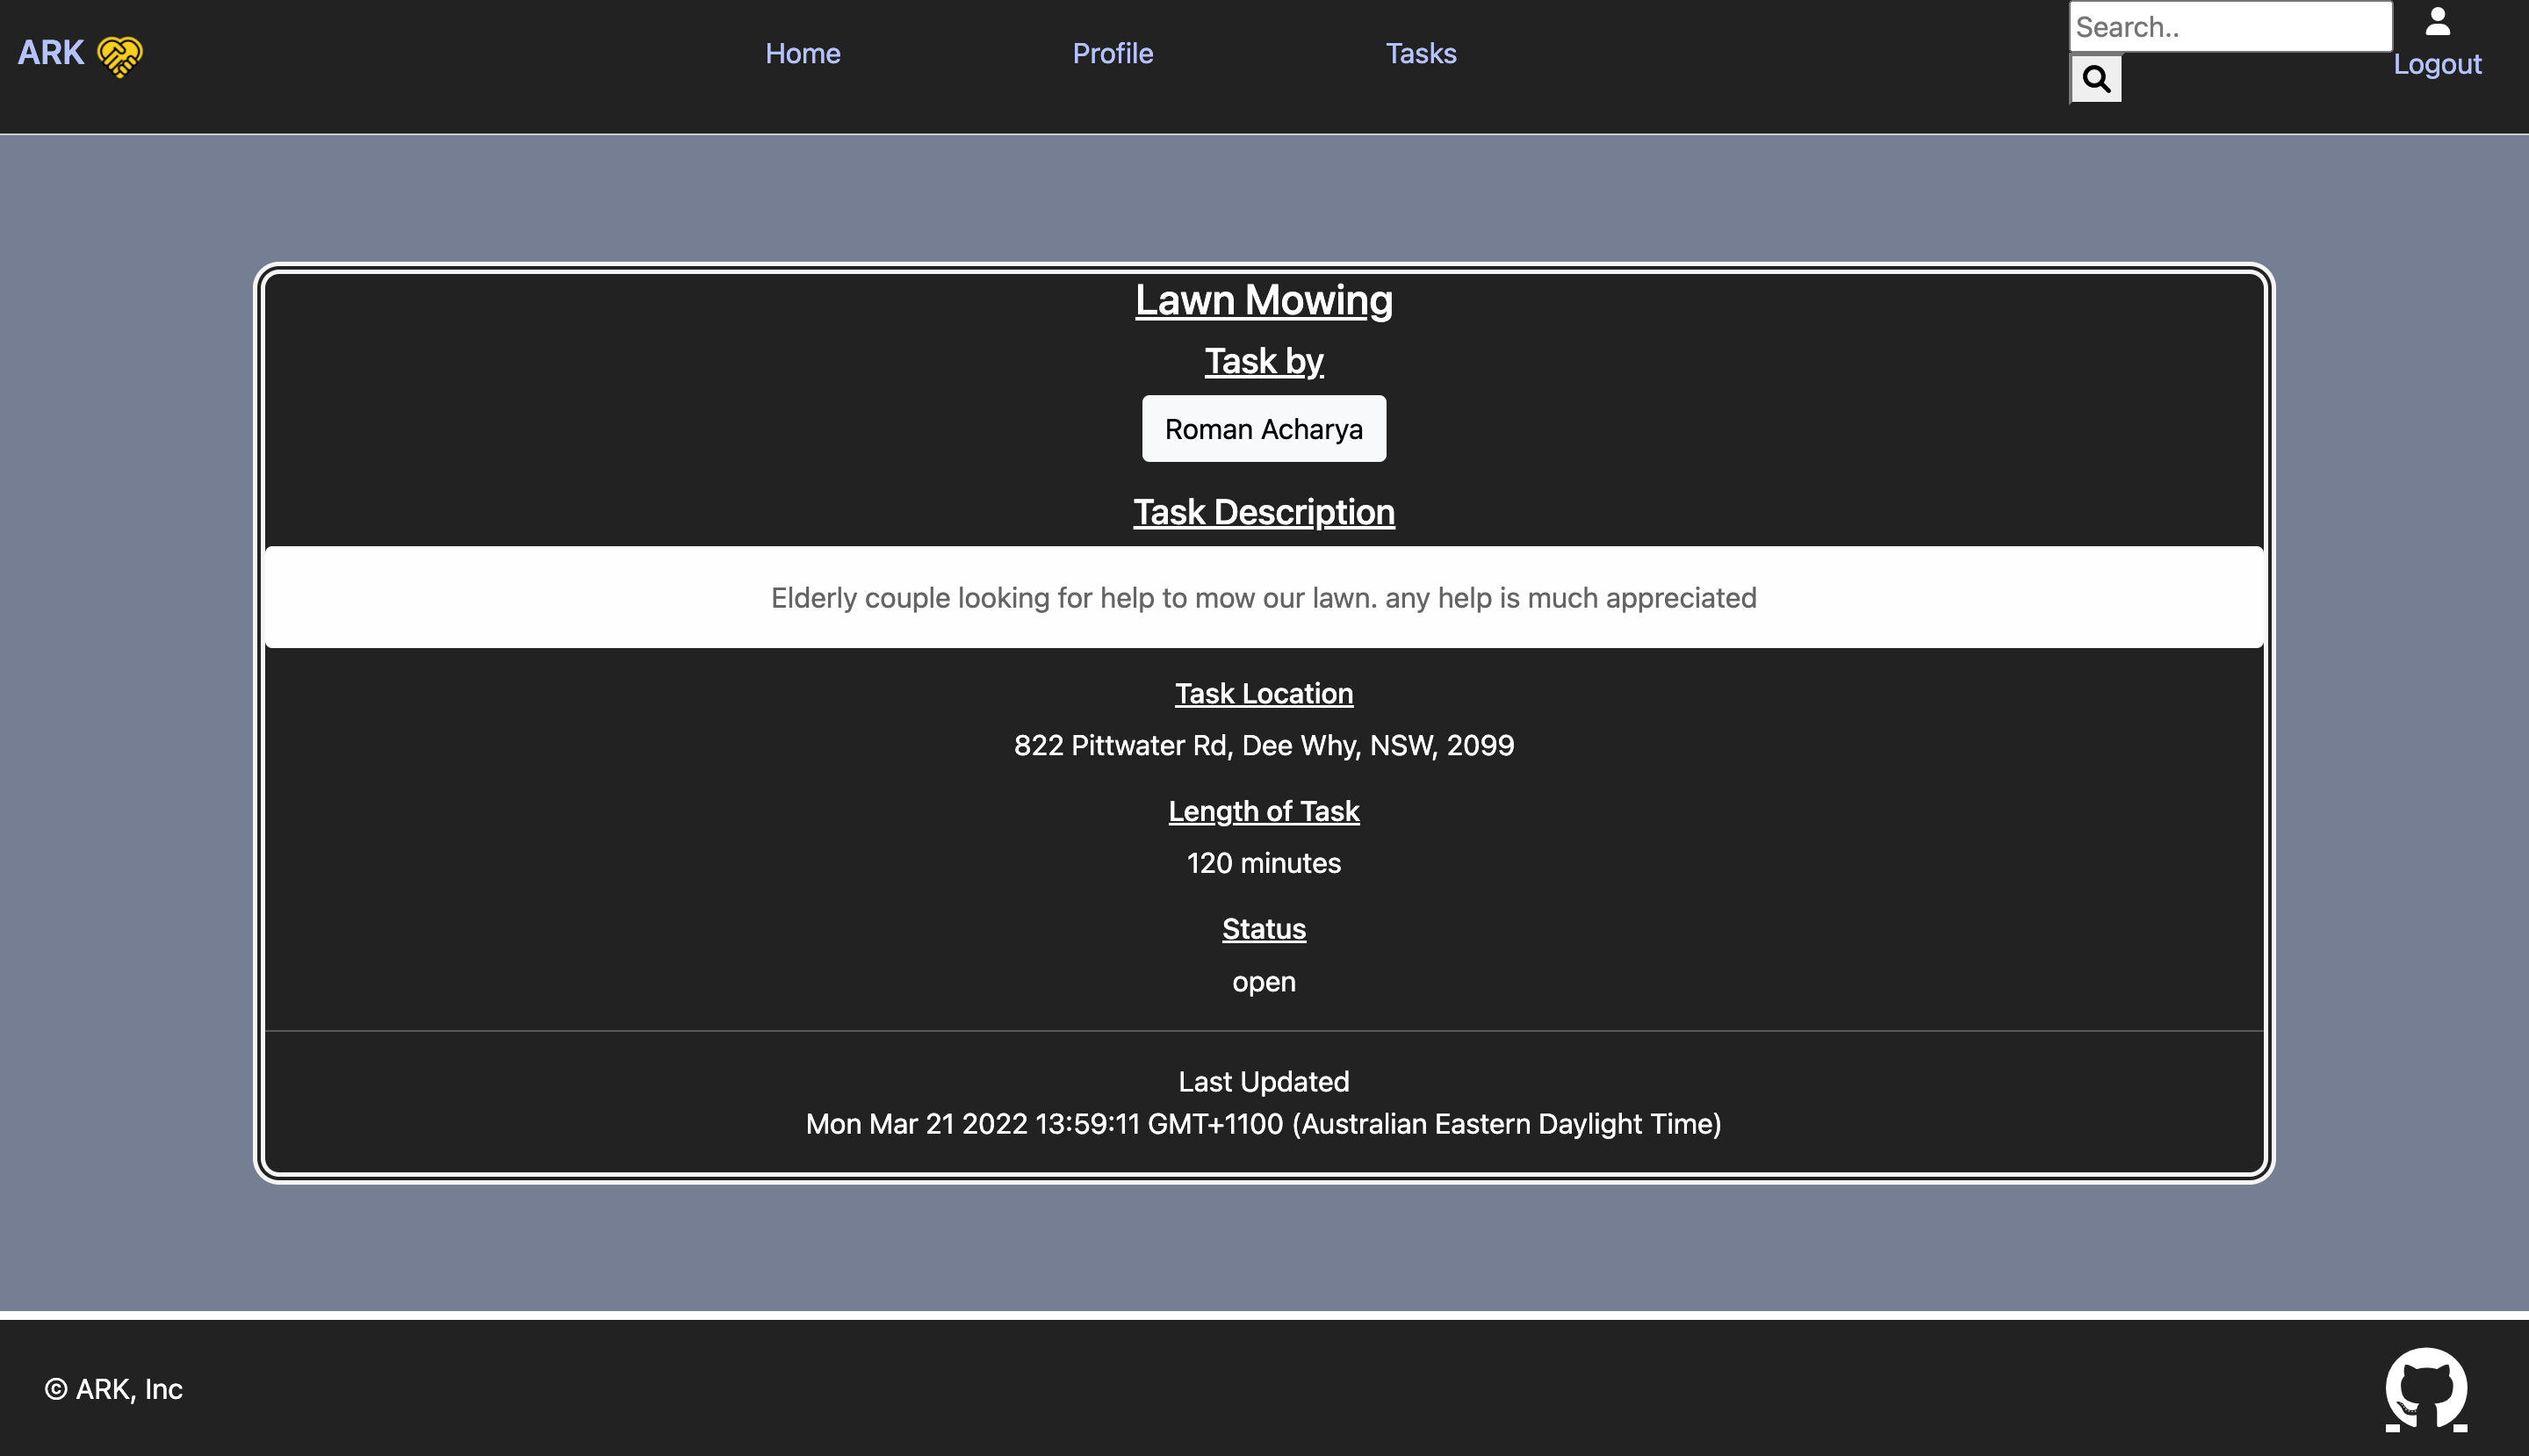 ARK
Home
Profile
Tasks
Search..
Logout
Lawn Mowing
Task by
Roman Acharya
Task Description
Elderly couple looking for help to mow our lawn. any help is much appreciated
Task Location
822 Pittwater Rd, Dee Why, NSW, 2099
Length of Task
120 minutes
Status
open
Last Updated
Mon Mar 21 2022 13:59:11 GMT+1100 (Australian Eastern Daylight Time)
© ARK, Inc